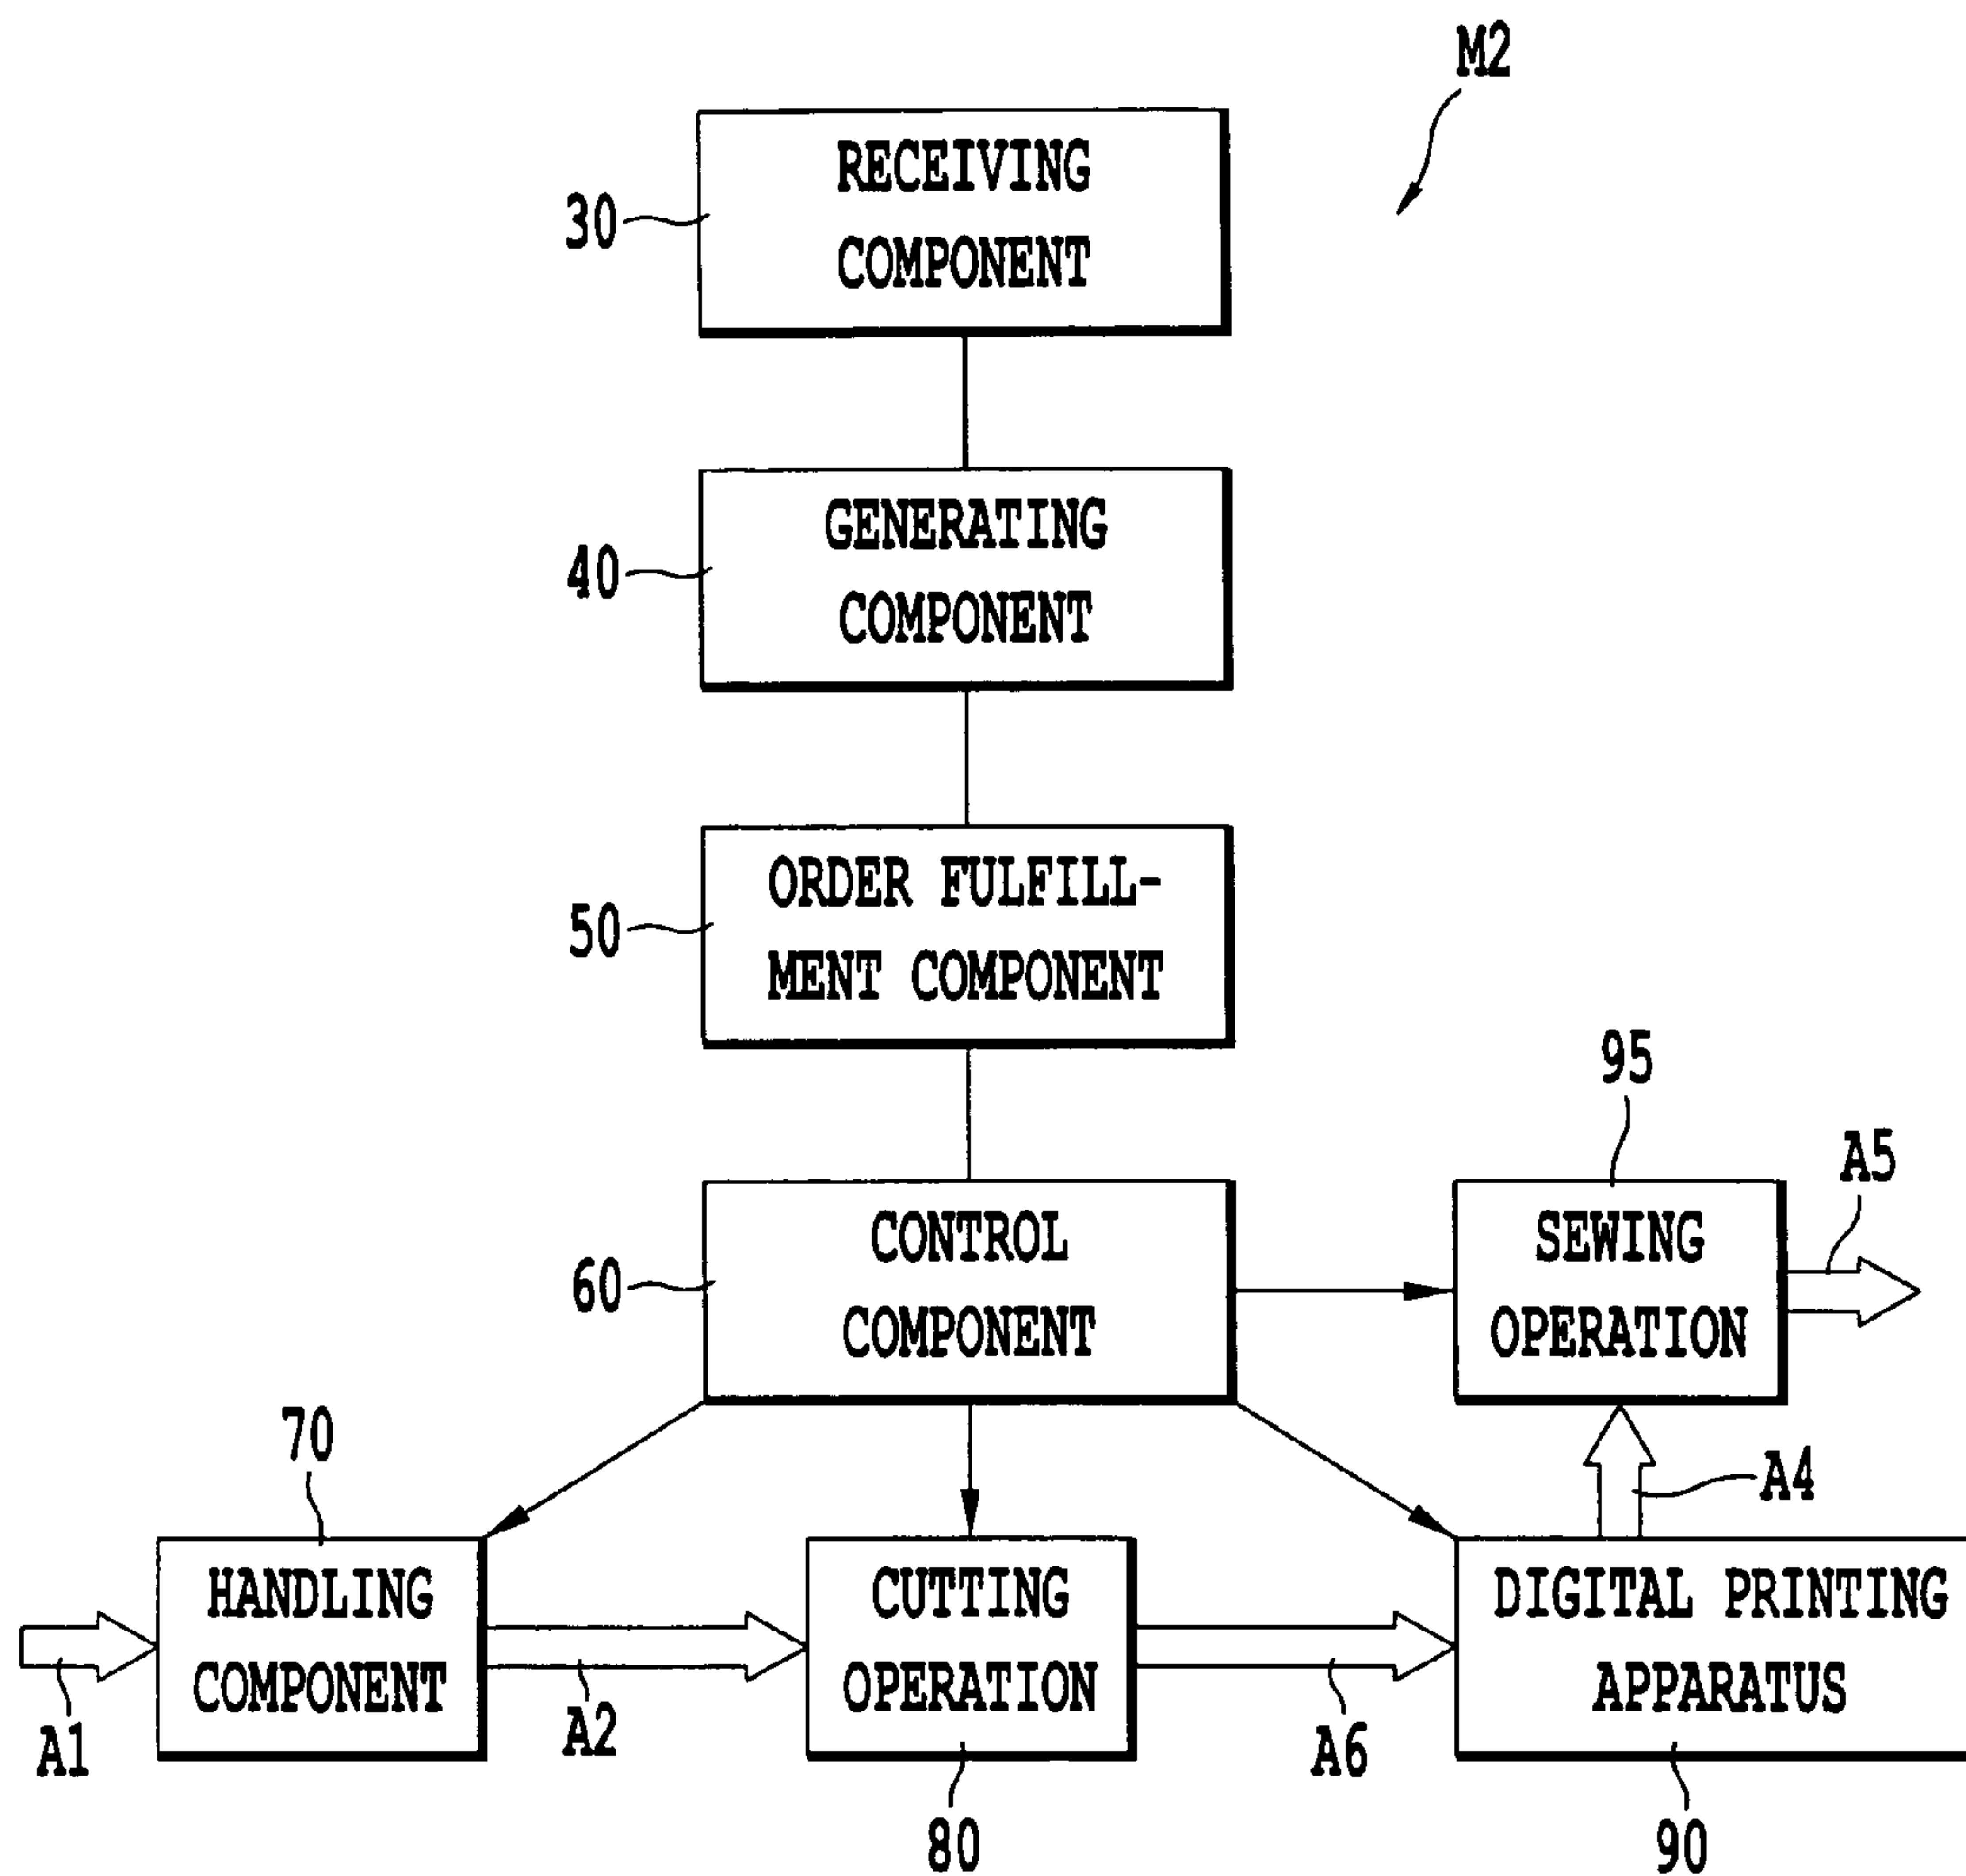 M2
RECEIVING
COMPONENT
30
GENERATING
COMPONENT
40
ORDER FULFILL-
MENT COMPONENT
50
95
A5
CONTROL
COMPONENT
60
SEWING
OPERATION
70
A4
HANDLING
COMPONENT
CUTTING
OPERATION
DIGITAL PRINTING
APPARATUS
A1
A2
A6
80
90